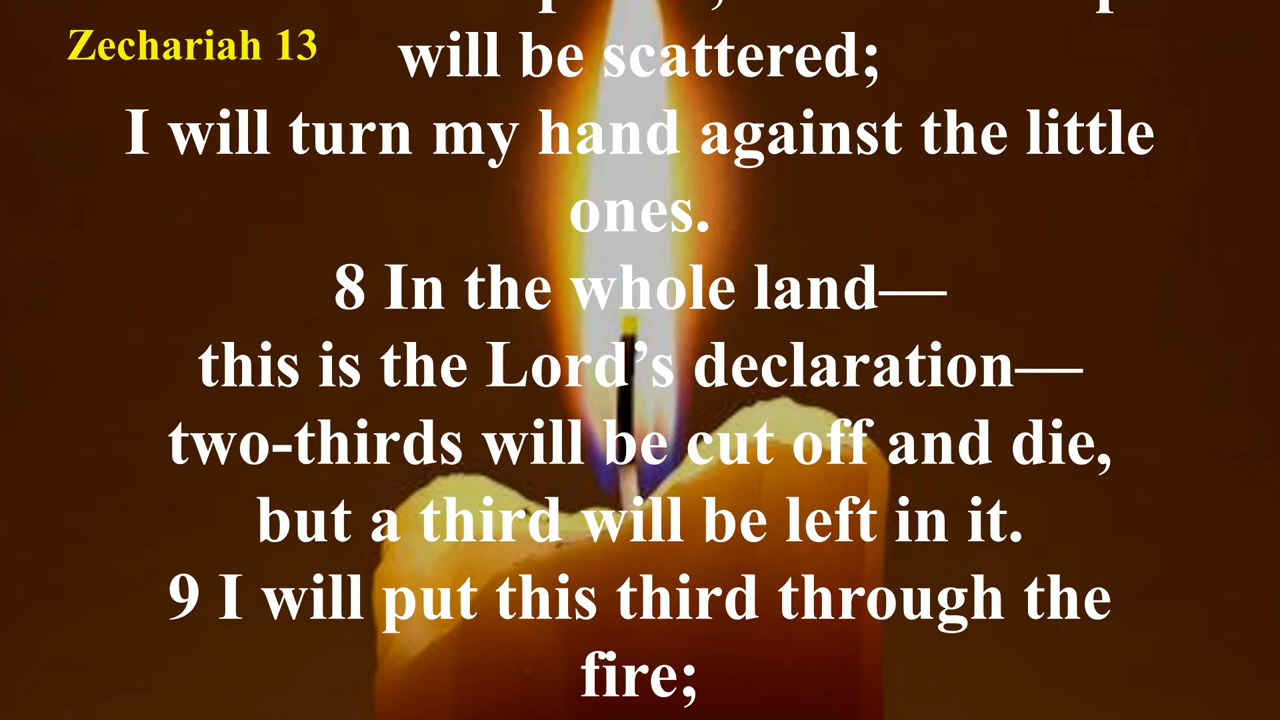 Zechariah 13
will be scattered;
I will turn my hand against the little
ones.
8 In the whole land—
this is the Lord’s declaration—
two-thirds will be cut off and die,
but a third will be left in it.
9 I will put this third through the
fire;